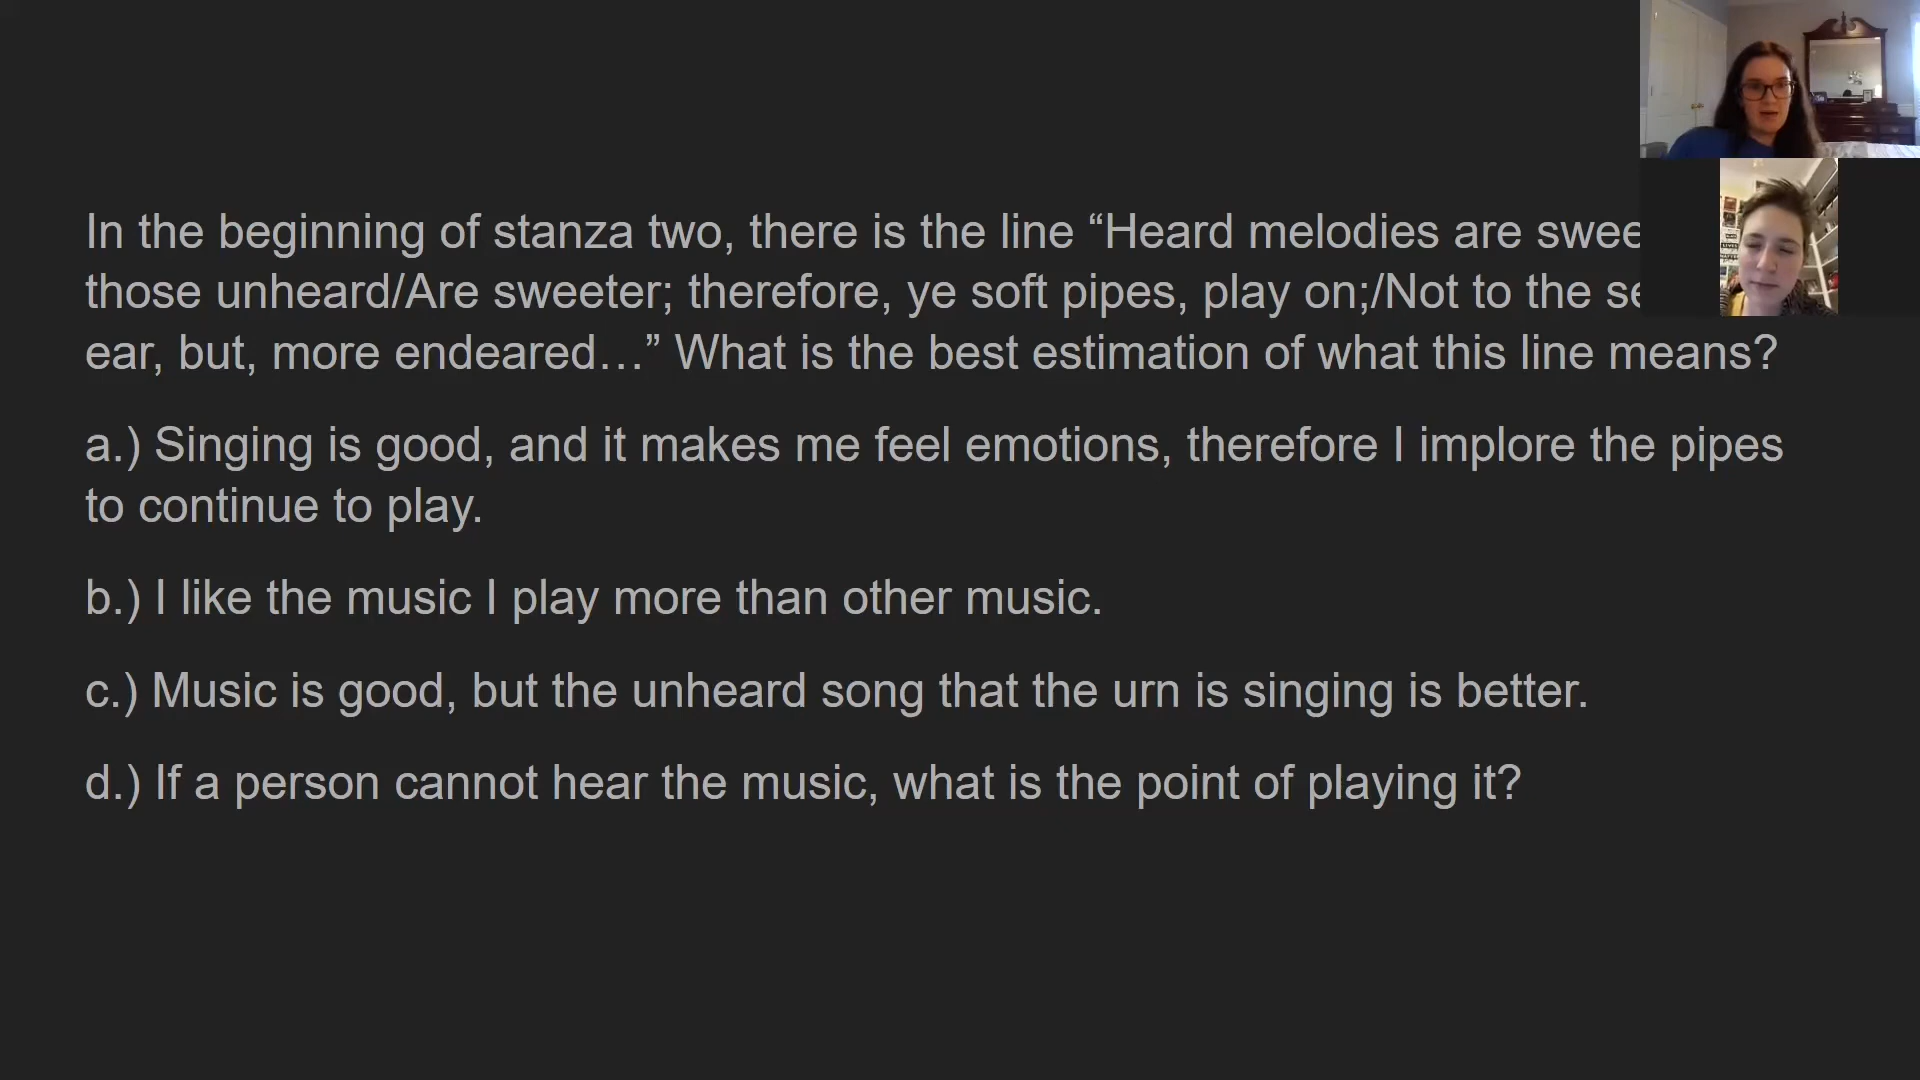 In the beginning of stanza two, there is the line “Heard melodies are
those unheard/Are sweeter; therefore, ye soft pipes, play on;/Not to the
ear, but, more endeared…” What is the best estimation of what this line means?
a.) Singing is good, and it makes me feel emotions, therefore I implore the pipes
to continue to play.
b.) I like the music I play more than other music.
c.) Music is good, but the unheard song that the urn is singing is better.
d.) If a person cannot hear the music, what is the point of playing it?